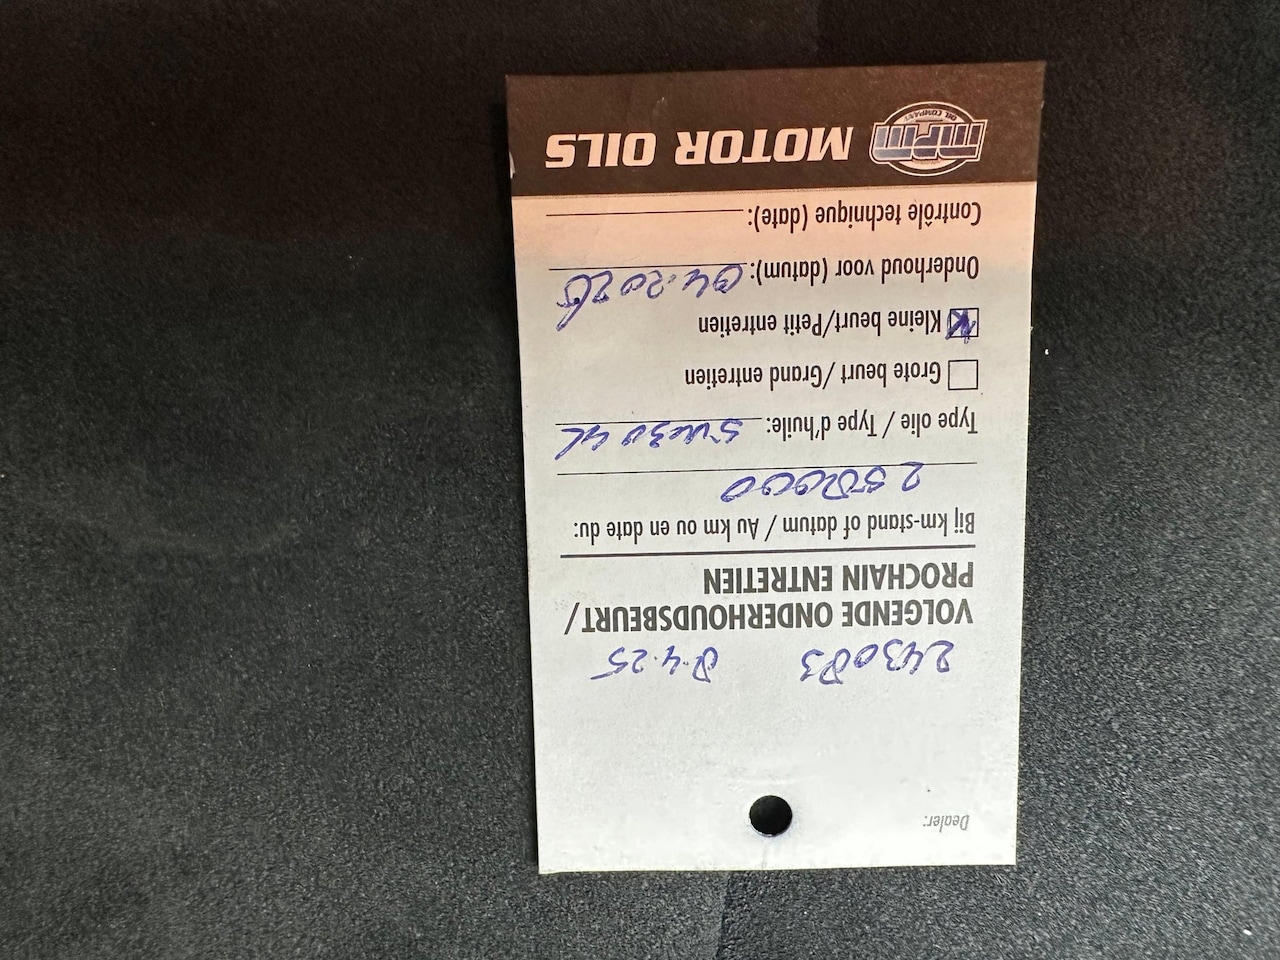 Dealer:
243083 8.4.25
VOLGENDE ONDERHOUDSBEURT/
PROCHAIN ENTRETIEN
Bij km-stand of datum / Au km ou en date du:
258000
Type olie / Type d'huile: 5w30 4L
Grote beurt/Grand entretien
Kleine beurt/Petit entretien
Onderhoud voor (datum): 04.2026
Contrôle technique (date):
MPM OIL COMPANY MOTOR OILS